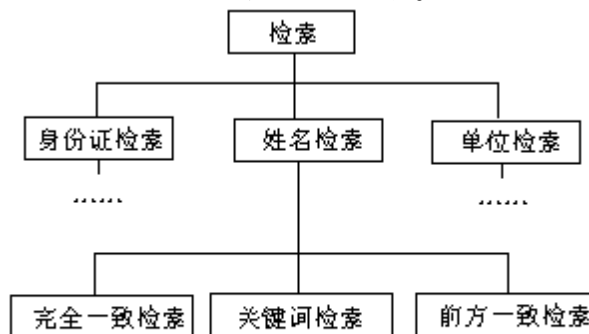 检索
身份证检索 姓名检索 单位检索
...... ......
完全一致检索 关键词检索 前方一致检索